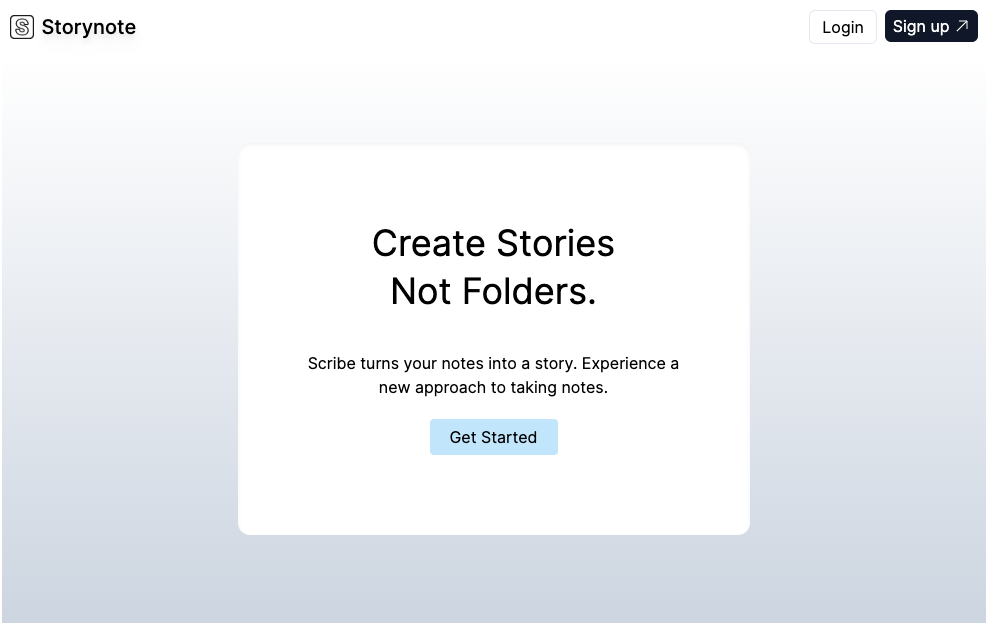 S Storynote
Login
Sign up
Create Stories
Not Folders.
Scribe turns your notes into a story. Experience a
new approach to taking notes.
Get Started